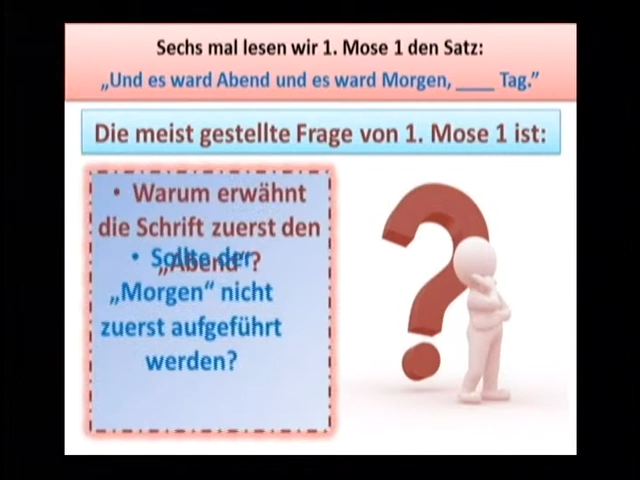 Sechs mal lesen wir 1. Mose 1 den Satz:
„Und es ward Abend und es ward Morgen, ____ Tag.”
Die meist gestellte Frage von 1. Mose 1 ist:
• Warum erwähnt
die Schrift zuerst den
„Abend“?
• Sollte der
„Morgen“ nicht
zuerst aufgeführt
werden?